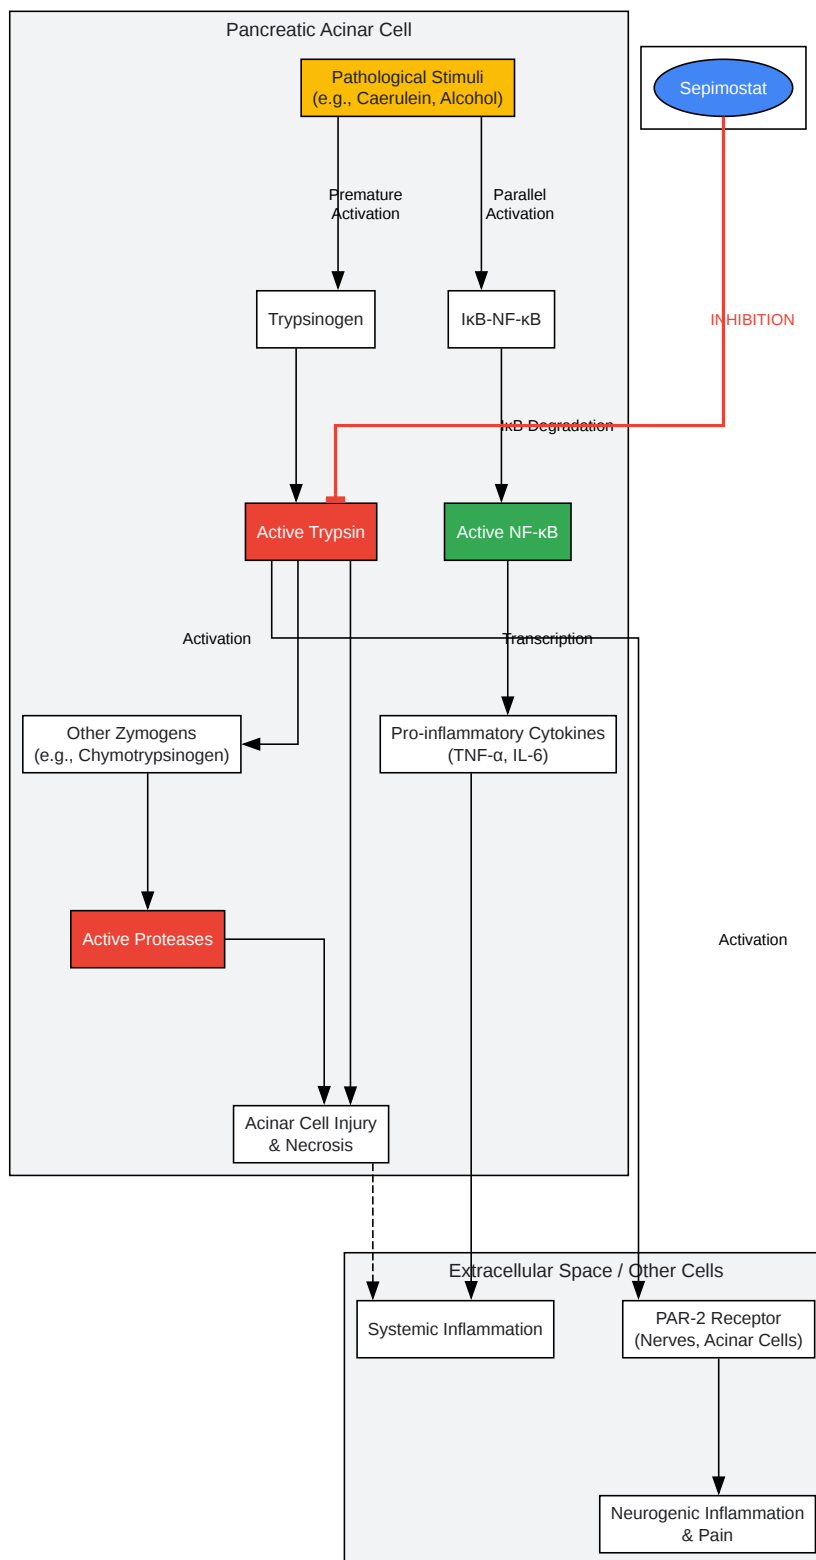 Pancreatic Acinar Cell
Pathological Stimuli
(e.g., Caerulein, Alcohol)
Sepimostat
Premature
Activation
Parallel
Activation
Trypsinogen
IκB-NF-κB
INHIBITION
IκB Degradation
Active Trypsin
Active NF-κB
Activation
Transcription
Other Zymogens
(e.g., Chymotrypsinogen)
Pro-inflammatory Cytokines
(TNF-α, IL-6)
Active Proteases
Activation
Acinar Cell Injury
& Necrosis
Extracellular Space / Other Cells
Systemic Inflammation
PAR-2 Receptor
(Nerves, Acinar Cells)
Neurogenic Inflammation
& Pain